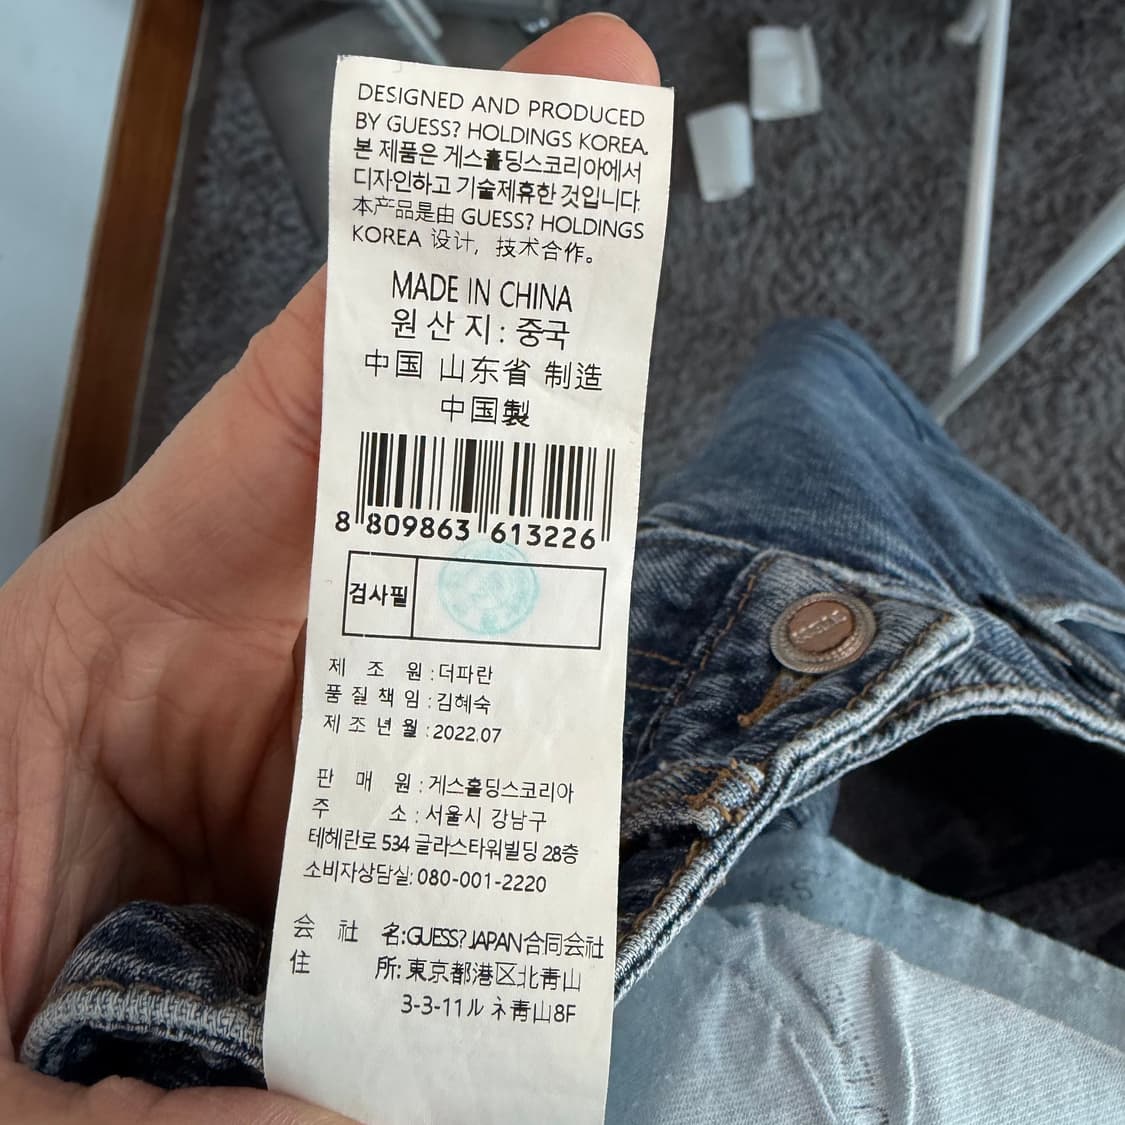 DESIGNED AND PRODUCED
BY GUESS? HOLDINGS KOREA.
본 제품은 게스홀딩스코리아에서
디자인하고 기술제휴한 것입니다.
本产品是由 GUESS? HOLDINGS
KOREA 设计, 技术合作。
MADE IN CHINA
원 산 지 : 중국
中国 山东省 制造
中国製
8 809863 613226
검사필
제 조 원 : 더파란
품 질 책 임 : 김혜숙
제 조 년 월 : 2022.07
판 매 원 : 게스홀딩스코리아
주 소 : 서울시 강남구
테헤란로 534 글라스타워빌딩 28층
소비자상담실: 080-001-2220
会 社 名:GUESS? JAPAN合同会社
住 所: 東京都港区北青山
3-3-11ル ネ青山8F